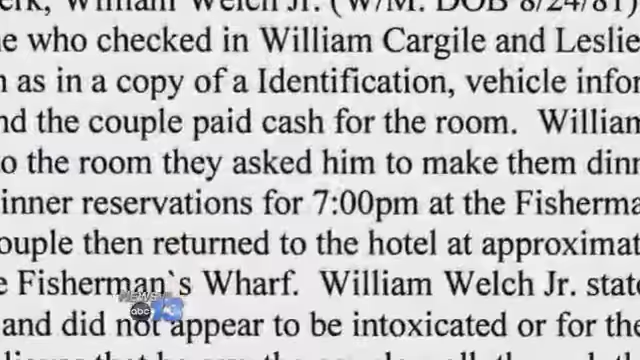 erk, William Welch Jr. (W/M. DOB 8/24/81)
e who checked in William Cargile and Leslie
n as in a copy of a Identification, vehicle infor
nd the couple paid cash for the room. William
o the room they asked him to make them dinn
inner reservations for 7:00pm at the Fisherma
ouple then returned to the hotel at approximat
e Fisherman`s Wharf. William Welch Jr. state
and did not appear to be intoxicated or for the
NEWS
abc 13